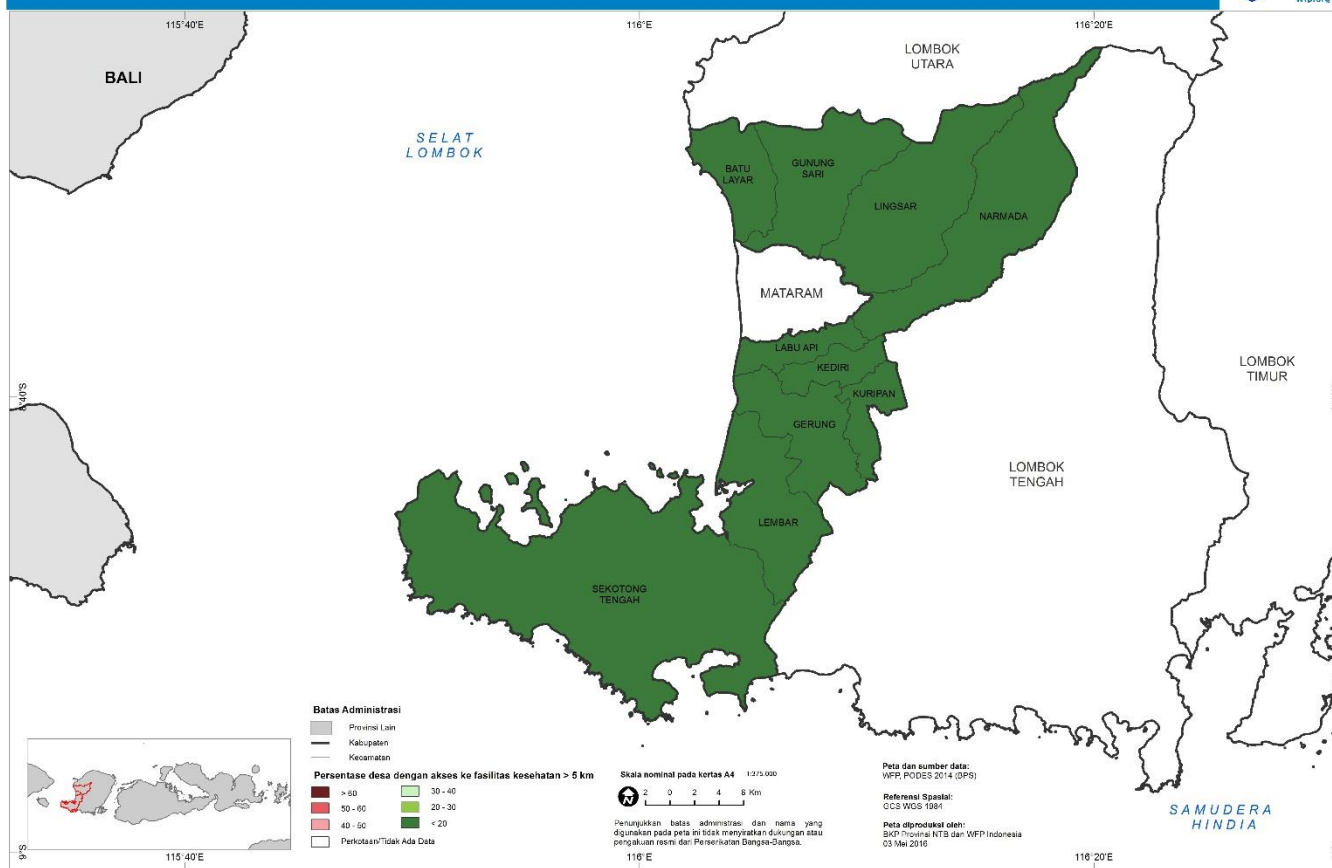 115°40'E
116°E
116°20'E
BALI
LOMBOK
UTARA
SELAT
LOMBOK
BATU
LAYAR
GUNUNG
SARI
LINGSAR
NARMADA
MATARAM
LABU API
KEDIRI
KURIPAN
GERUNG
LOMBOK
TIMUR
8°40'S
LOMBOK
TENGAH
LEMBAR
SEKOTONG
TENGAH
Batas Administrasi
Provinsi Lain
Kabupaten
Kecamatan
Persentase desa dengan akses ke fasilitas kesehatan > 5 km
> 60
50 - 60
40 - 50
30 - 40
20 - 30
< 20
Perkotaan/Tidak Ada Data
Skala nominal pada kertas A4 1:375.000
N
2 0 2 4 6 Km
Penunjukkan batas administrasi dan nama yang
digunakan pada peta ini tidak menyiratkan dukungan atau
pengakuan resmi dari Perserikatan Bangsa-Bangsa.
Peta dan sumber data:
WFP, PODES 2014 (BPS)
Referensi Spasial:
GCS WGS 1984
Peta diproduksi oleh:
BKP Provinsi NTB dan WFP Indonesia
03 Mei 2016
SAMUDERA
HINDIA
9°S
115°40'E
116°E
116°20'E